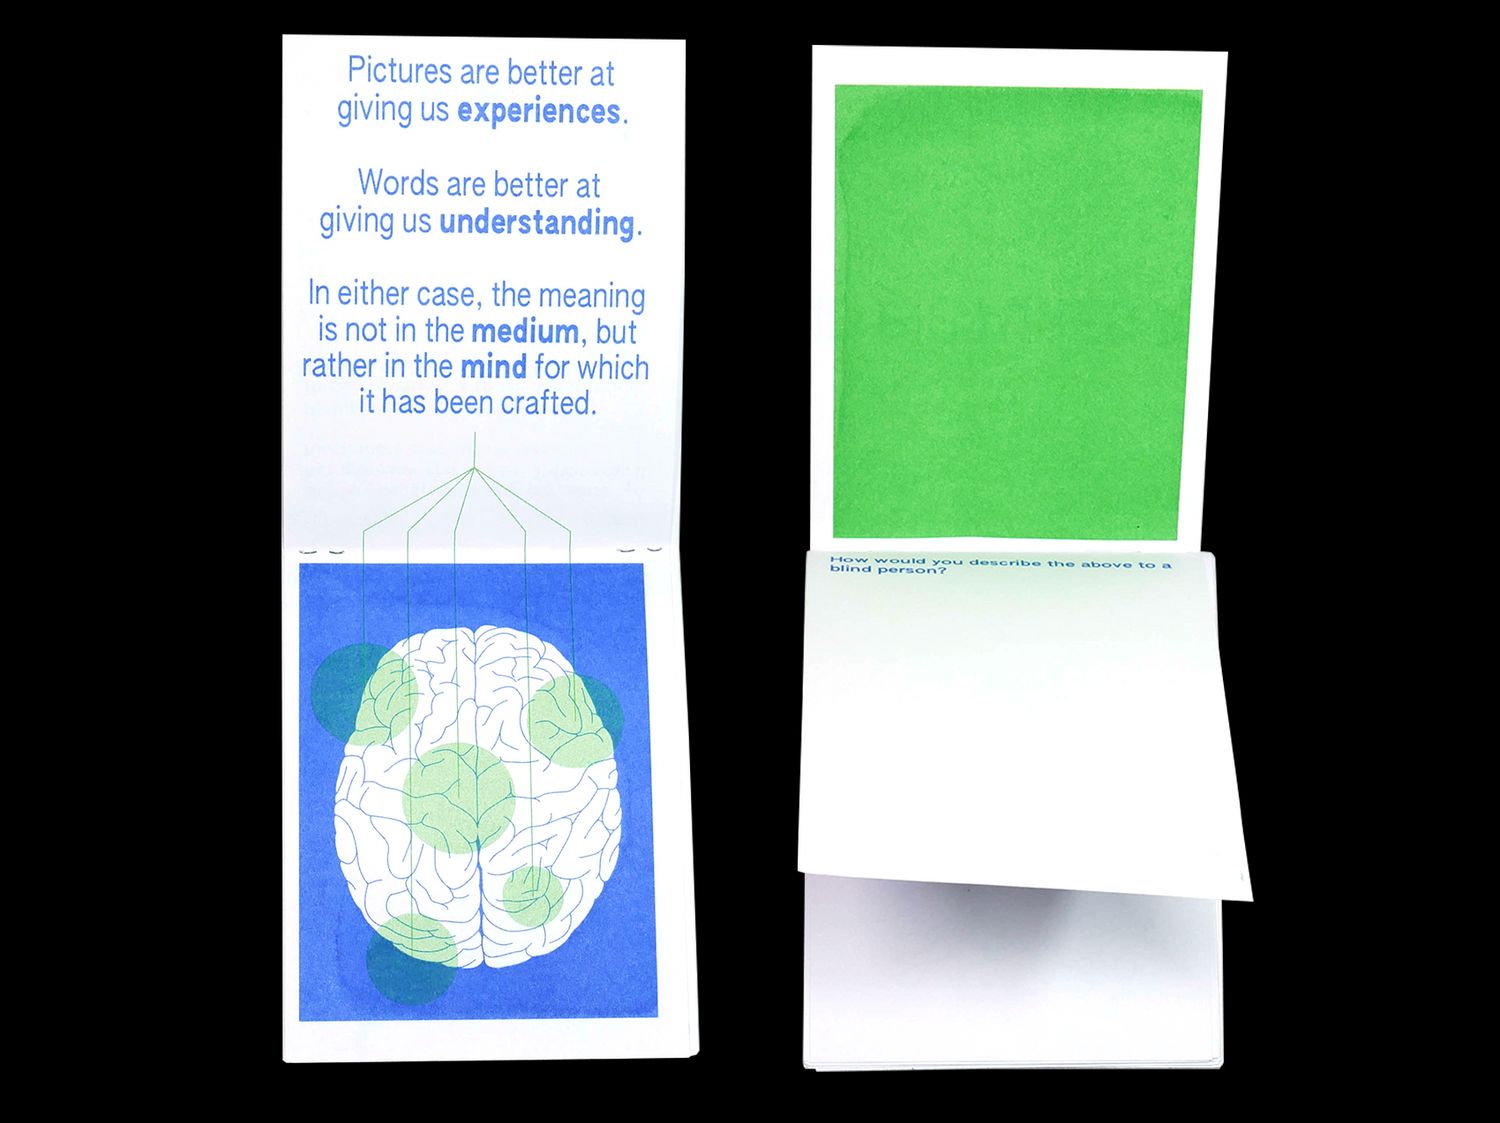 Pictures are better at
giving us experiences.
Words are better at
giving us understanding.
In either case, the meaning
is not in the medium, but
rather in the mind for which
it has been crafted.
How would you describe the above to a
blind person?